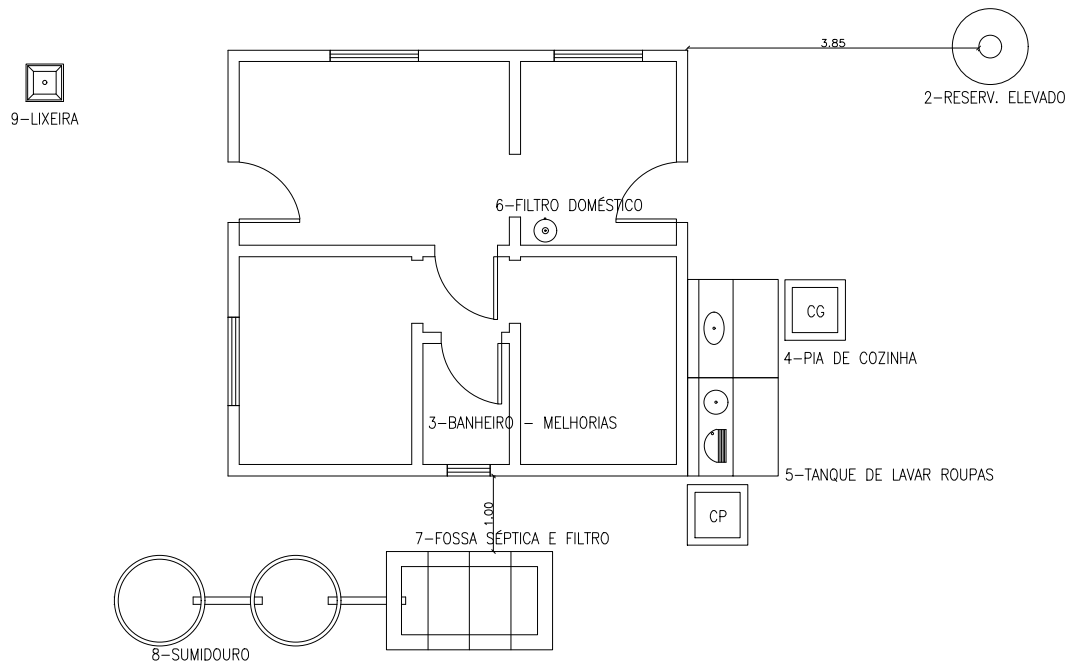 3.85
2-RESERV. ELEVADO
9-LIXEIRA
6-FILTRO DOMÉSTICO
CG
4-PIA DE COZINHA
3-BANHEIRO - MELHORIAS
5-TANQUE DE LAVAR ROUPAS
1.00
CP
7-FOSSA SÉPTICA E FILTRO
8-SUMIDOURO